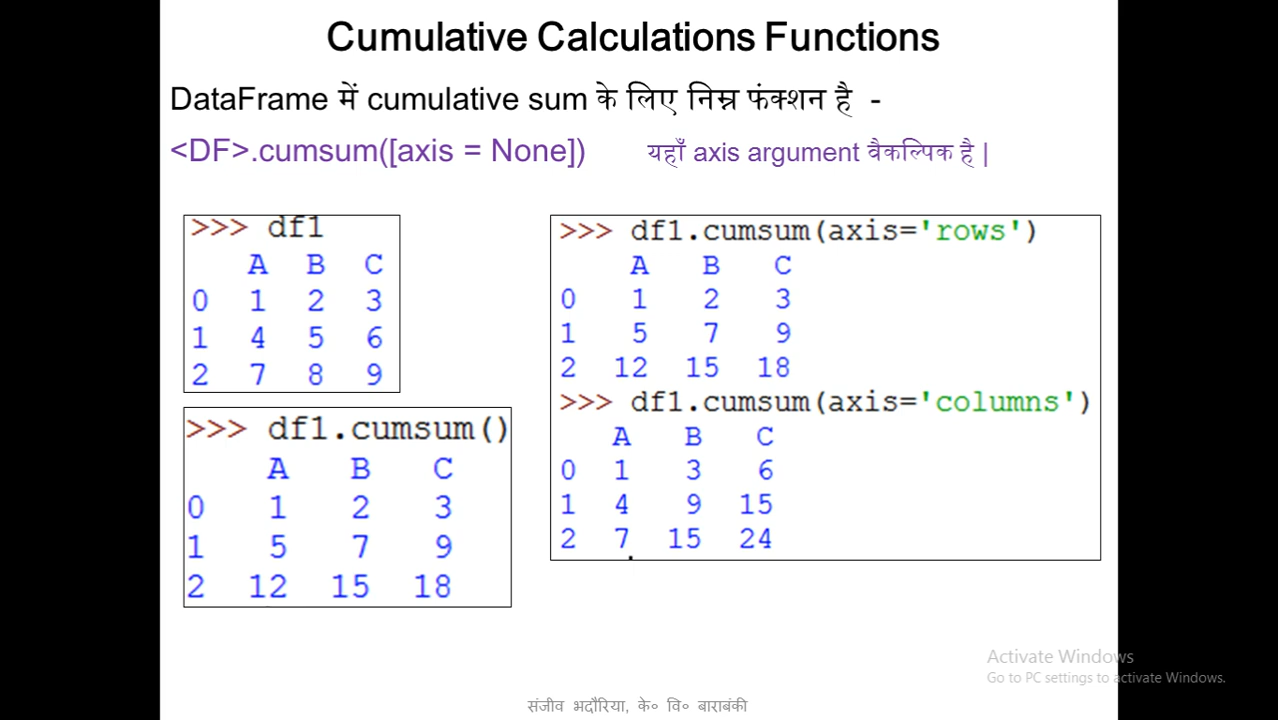 Cumulative Calculations Functions
DataFrame में cumulative sum के लिए निम्न फंक्शन है -
<DF>.cumsum([axis = None]) यहाँ axis argument वैकल्पिक है |
>>> df1
A B C
0 1 2 3
1 4 5 6
2 7 8 9
>>> df1.cumsum()
A B C
0 1 2 3
1 5 7 9
2 12 15 18
>>> df1.cumsum(axis='rows')
A B C
0 1 2 3
1 5 7 9
2 12 15 18
>>> df1.cumsum(axis='columns')
A B C
0 1 3 6
1 4 9 15
2 7 15 24
Activate Windows
Go to PC settings to activate Windows.
संजीव भदौरिया, के० वि० बाराबंकी